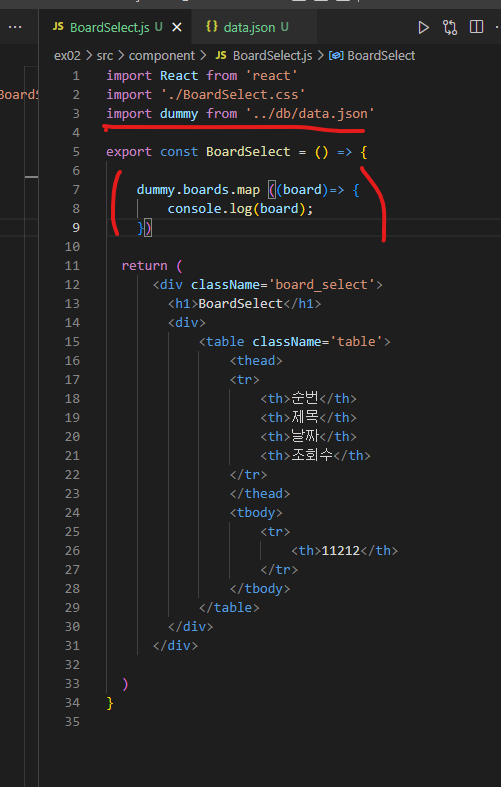 ··· JS BoardSelect.js U × {} data.json U
ex02 > src > component > JS BoardSelect.js > BoardSelect
BoardS
1 import React from 'react'
2 import './BoardSelect.css'
3 import dummy from '../db/data.json'
4
5 export const BoardSelect = () => {
6
7 dummy.boards.map ((board)=> {
8 console.log(board);
9 })
10
11 return (
12 <div className='board_select'>
13 <h1>BoardSelect</h1>
14 <div>
15 <table className='table'>
16 <thead>
17 <tr>
18 <th>순번</th>
19 <th>제목</th>
20 <th>날짜</th>
21 <th>조회수</th>
22 </tr>
23 </thead>
24 <tbody>
25 <tr>
26 <th>11212</th>
27 </tr>
28 </tbody>
29 </table>
30 </div>
31 </div>
32
33 )
34 }
35